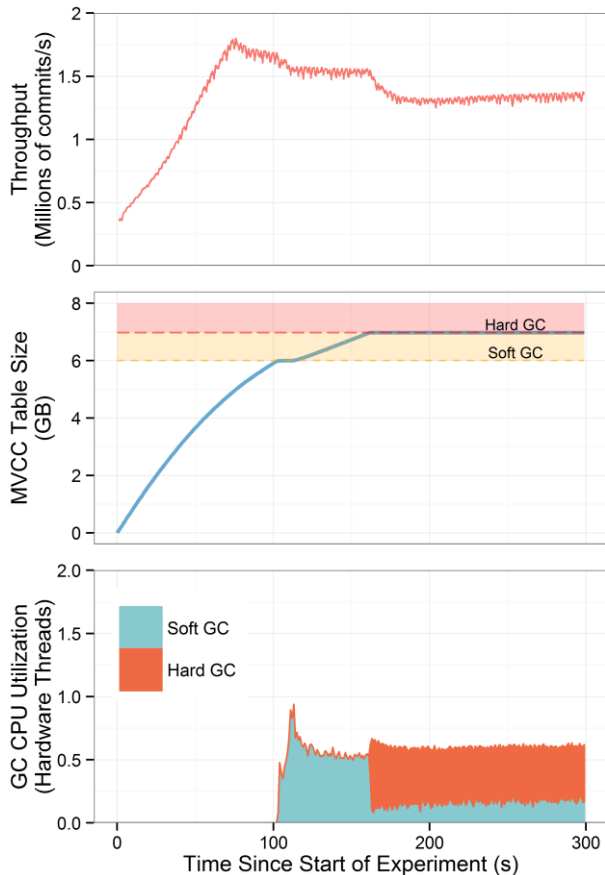 Throughput
(Millions of commits/s)
2
1.5
1
0.5
0
MVCC Table Size
(GB)
8
6
4
2
0
Hard GC
Soft GC
GC CPU Utilization
(Hardware Threads)
2.0
1.5
1.0
0.5
0.0
Soft GC
Hard GC
0
100
200
300
Time Since Start of Experiment (s)